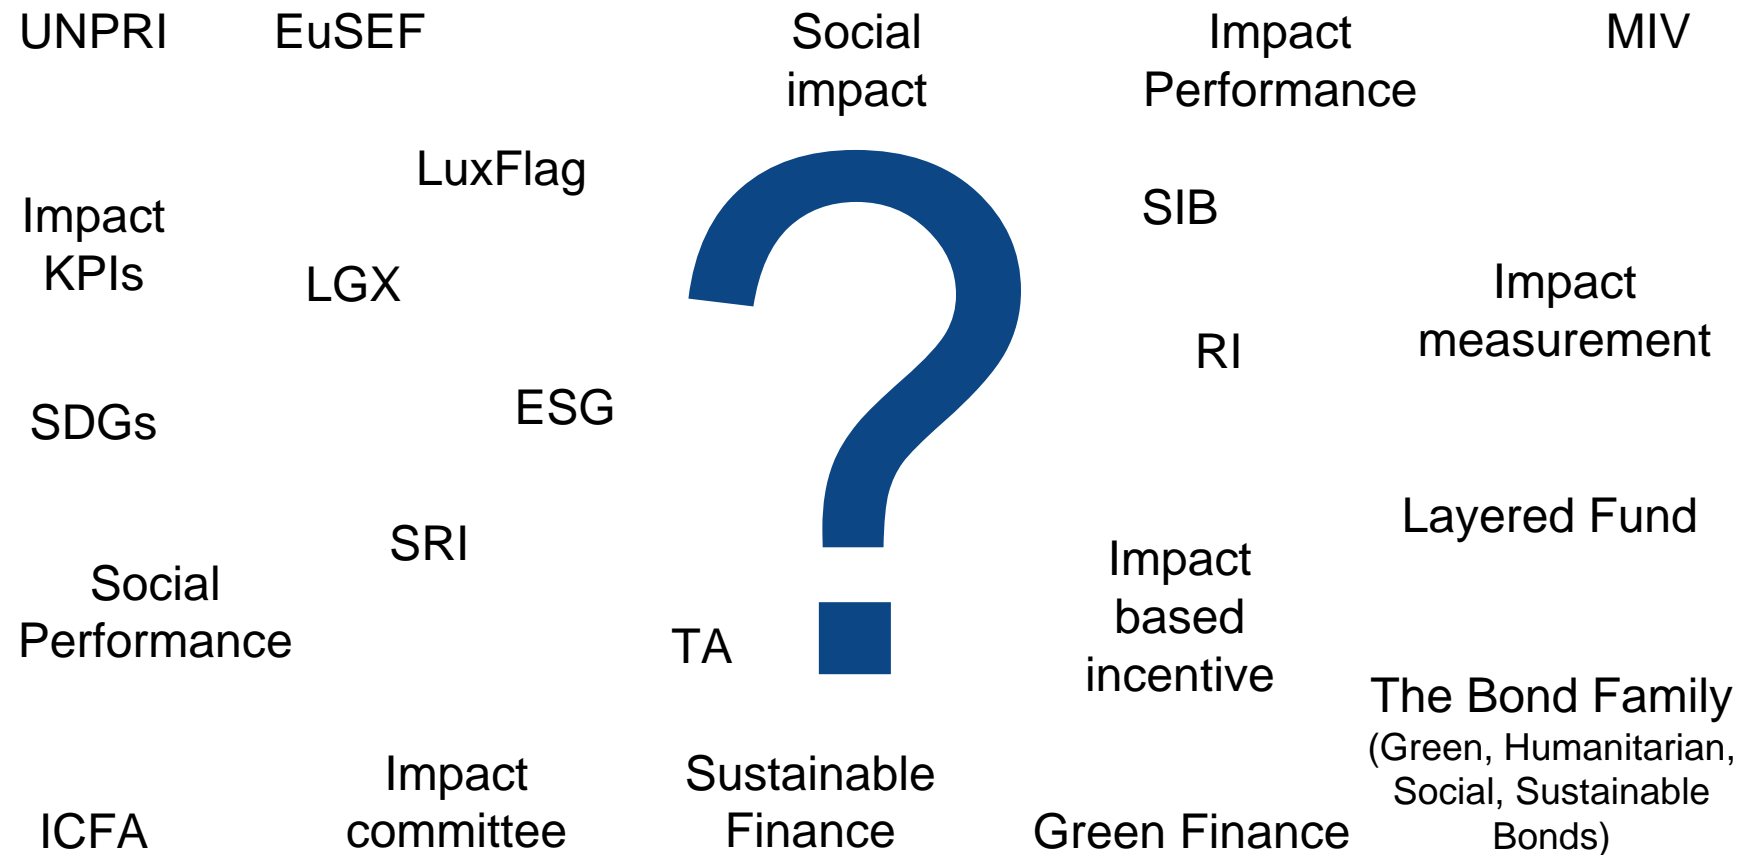 UNPRI
EuSEF
Social
impact
Impact
Performance
MIV
LuxFlag
Impact
KPIs
SIB
LGX
Impact
measurement
RI
SDGs
ESG
SRI
Layered Fund
Social
Performance
Impact
based
incentive
TA
The Bond Family
(Green, Humanitarian,
Social, Sustainable
Bonds)
ICFA
Impact
committee
Sustainable
Finance
Green Finance
?